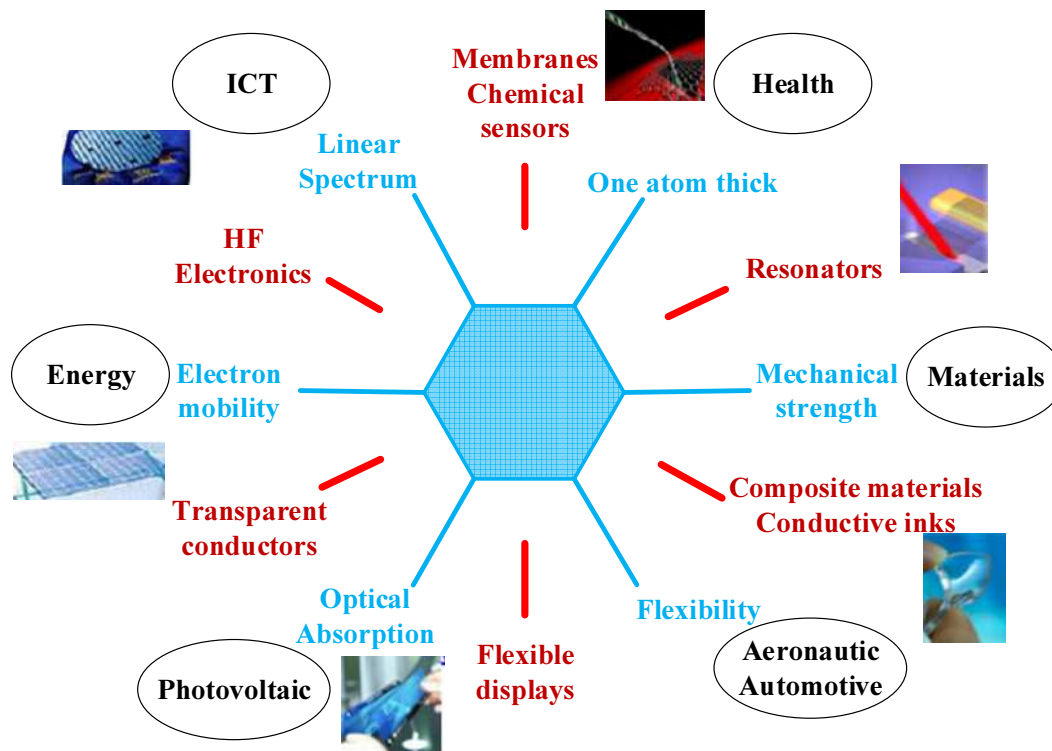 ICT
Membranes
Chemical
sensors
Health
Linear
Spectrum
One atom thick
HF
Electronics
Resonators
Energy
Electron
mobility
Mechanical
strength
Materials
Transparent
conductors
Composite materials
Conductive inks
Optical
Absorption
Flexibility
Photovoltaic
Flexible
displays
Aeronautic
Automotive